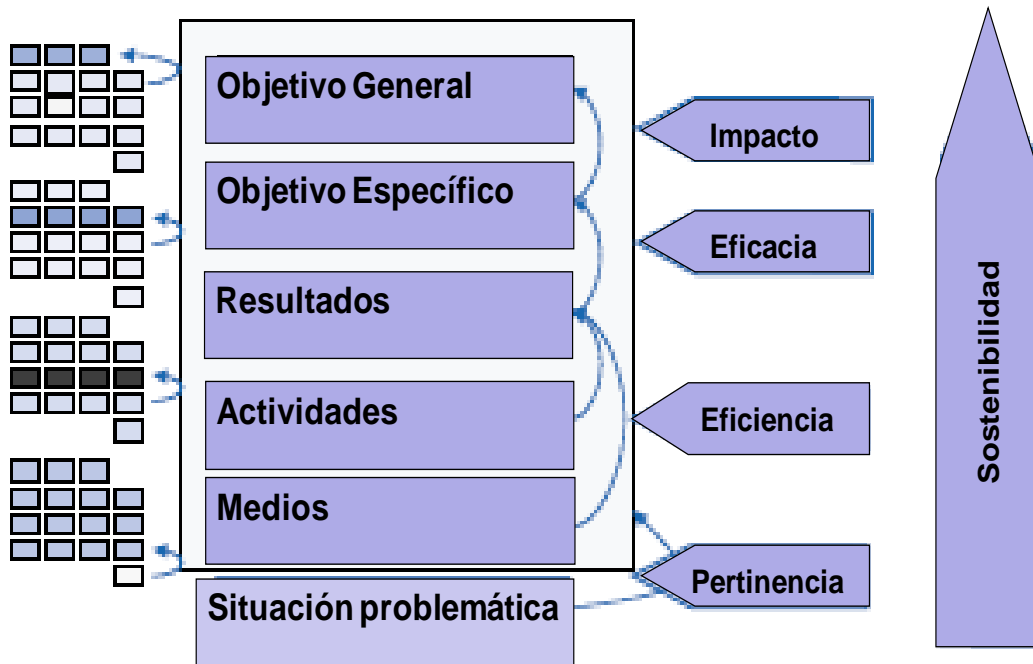 Objetivo General
Impacto
Objetivo Específico
Eficacia
Resultados
Actividades
Eficiencia
Medios
Pertinencia
Situación problemática
Sostenibilidad